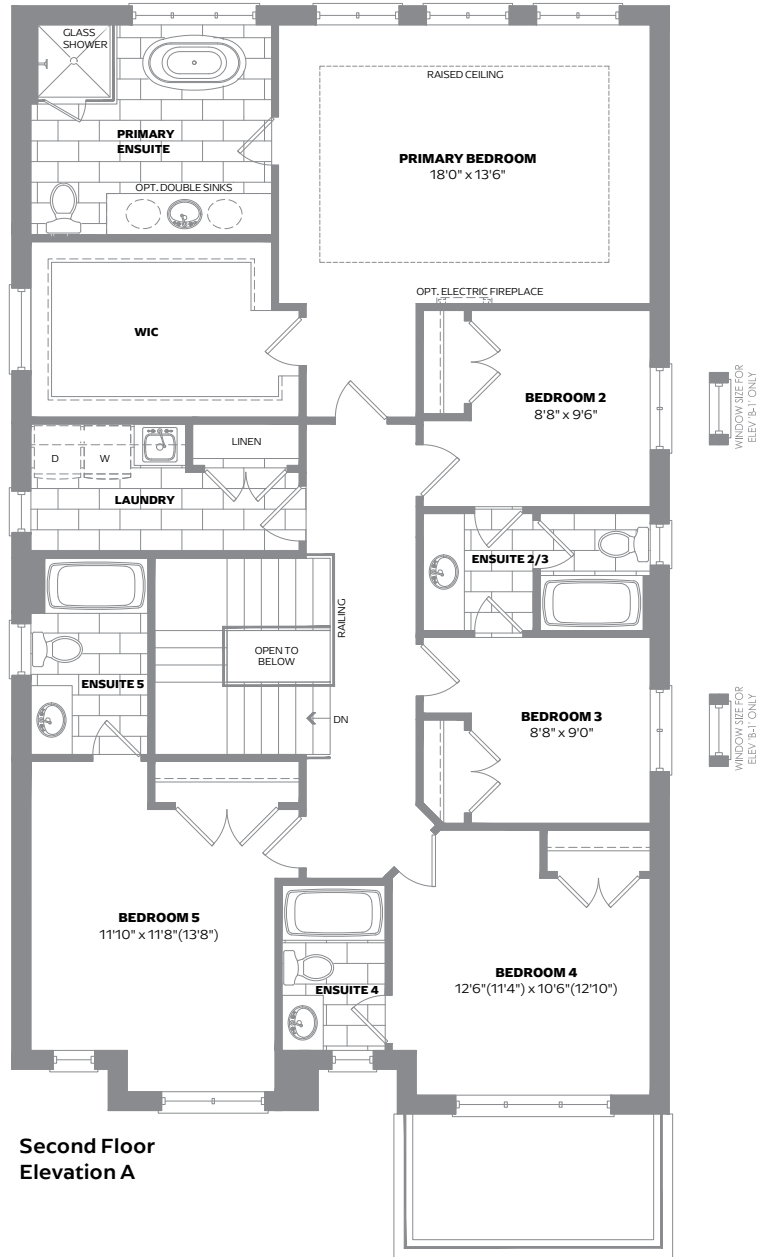 GLASS
SHOWER
RAISED CEILING
PRIMARY
ENSUITE
PRIMARY BEDROOM
18'0" x 13'6"
OPT. DOUBLE SINKS
OPT. ELECTRIC FIREPLACE
WIC
BEDROOM 2
8'8" x 9'6"
WINDOW SIZE FOR
ELEV 'B-1' ONLY
D
W
LINEN
LAUNDRY
ENSUITE 2/3
RAILING
OPEN TO
BELOW
ENSUITE 5
DN
BEDROOM 3
8'8" x 9'0"
WINDOW SIZE FOR
ELEV 'B-1' ONLY
BEDROOM 5
11'10" x 11'8"(13'8")
ENSUITE 4
BEDROOM 4
12'6"(11'4") x 10'6"(12'10")
Second Floor
Elevation A